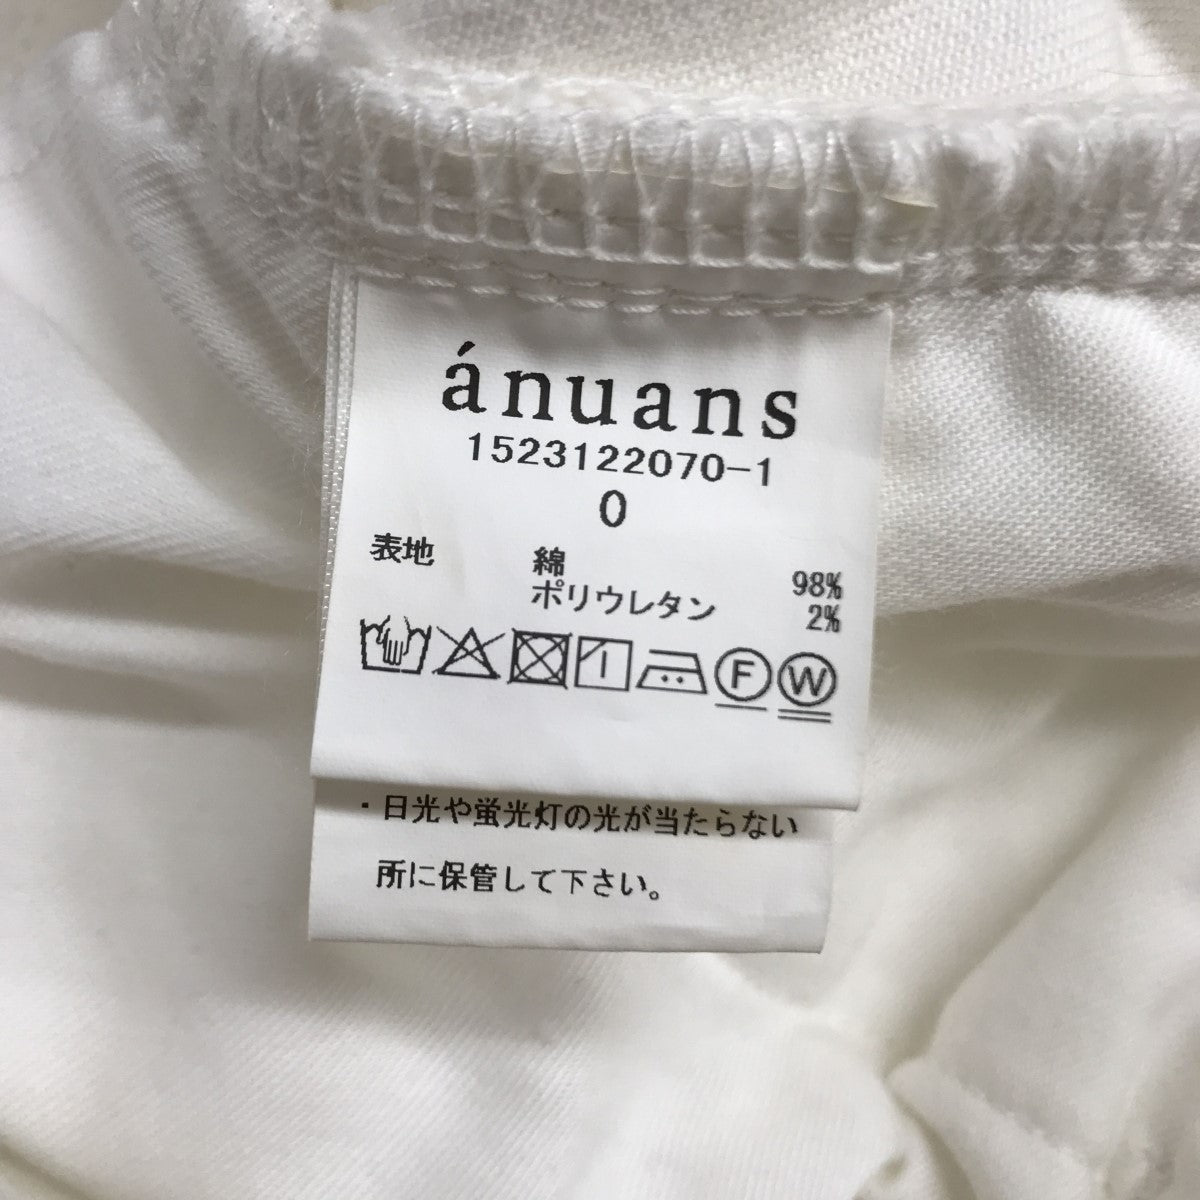 ánuans
1523122070-1
0
表地 綿 98%
ポリウレタン 2%
F W
・日光や蛍光灯の光が当たらない
所に保管して下さい。